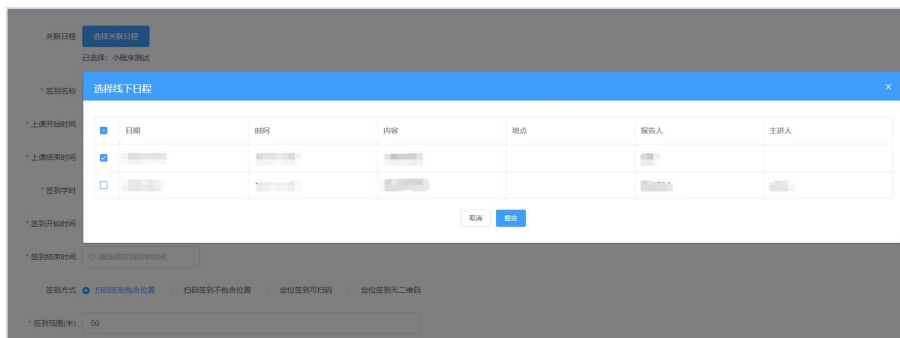 关联日程 选择关联日程
已选择：小程序测试
* 签到名称
选择线下日程 ×
* 上课开始时间
日期 时间 内容 地点 报告人 主讲人
* 上课结束时间
* 签到学时
取消 提交
* 签到开始时间
* 签到结束时间 请选择签到结束时间
签到方式 扫码签到包含位置 扫码签到不包含位置 定位签到可扫码 定位签到无二维码
* 签到范围(米) 50